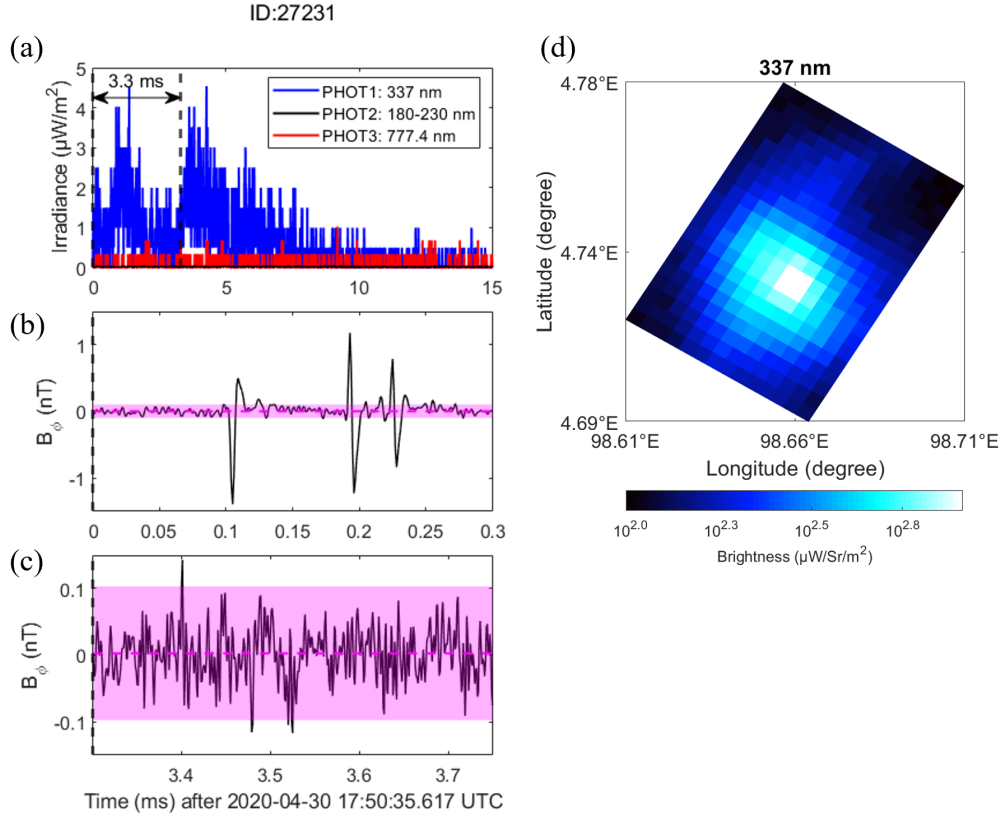 ID:27231
(a)
3.3 ms
PHOT1: 337 nm
PHOT2: 180-230 nm
PHOT3: 777.4 nm
Irradiance (µW/m²)
5
4
3
2
1
0
0 5 10 15
(b)
B𝜙 (nT)
1
0
-1
0 0.05 0.1 0.15 0.2 0.25 0.3
(c)
B𝜙 (nT)
0.1
0
-0.1
3.4 3.5 3.6 3.7
Time (ms) after 2020-04-30 17:50:35.617 UTC
(d)
337 nm
Latitude (degree)
4.78°E
4.74°E
4.69°E
98.61°E 98.66°E 98.71°E
Longitude (degree)
10^2.0 10^2.3 10^2.5 10^2.8
Brightness (µW/Sr/m²)